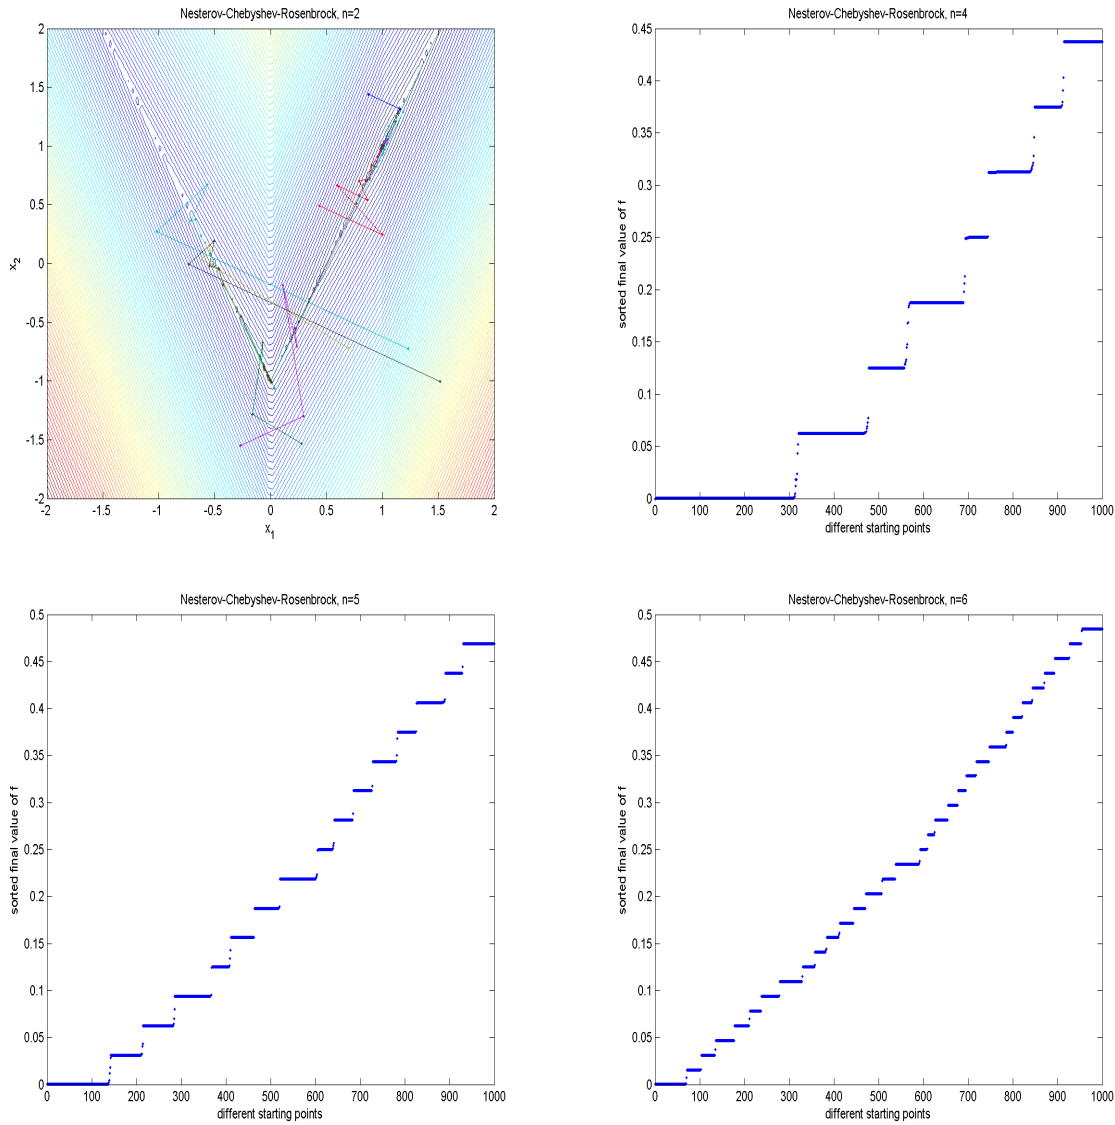 Nesterov-Chebyshev-Rosenbrock, n=2
2
1.5
1
0.5
0
-0.5
-1
-1.5
-2
x2
-2 -1.5 -1 -0.5 0 0.5 1 1.5 2
x1
Nesterov-Chebyshev-Rosenbrock, n=4
0.45
0.4
0.35
0.3
0.25
0.2
0.15
0.1
0.05
0
sorted final value of f
0 100 200 300 400 500 600 700 800 900 1000
different starting points
Nesterov-Chebyshev-Rosenbrock, n=5
0.5
0.45
0.4
0.35
0.3
0.25
0.2
0.15
0.1
0.05
0
sorted final value of f
0 100 200 300 400 500 600 700 800 900 1000
different starting points
Nesterov-Chebyshev-Rosenbrock, n=6
0.5
0.45
0.4
0.35
0.3
0.25
0.2
0.15
0.1
0.05
0
sorted final value of f
0 100 200 300 400 500 600 700 800 900 1000
different starting points